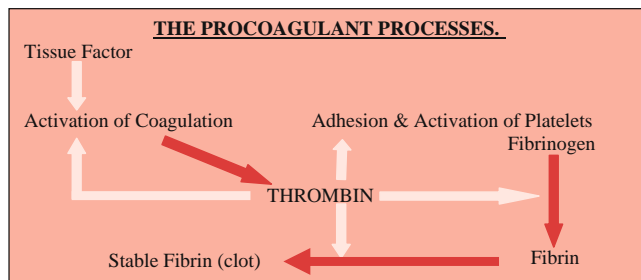 THE PROCOAGULANT PROCESSES.
Tissue Factor
Activation of Coagulation
Adhesion & Activation of Platelets
Fibrinogen
THROMBIN
Stable Fibrin (clot)
Fibrin